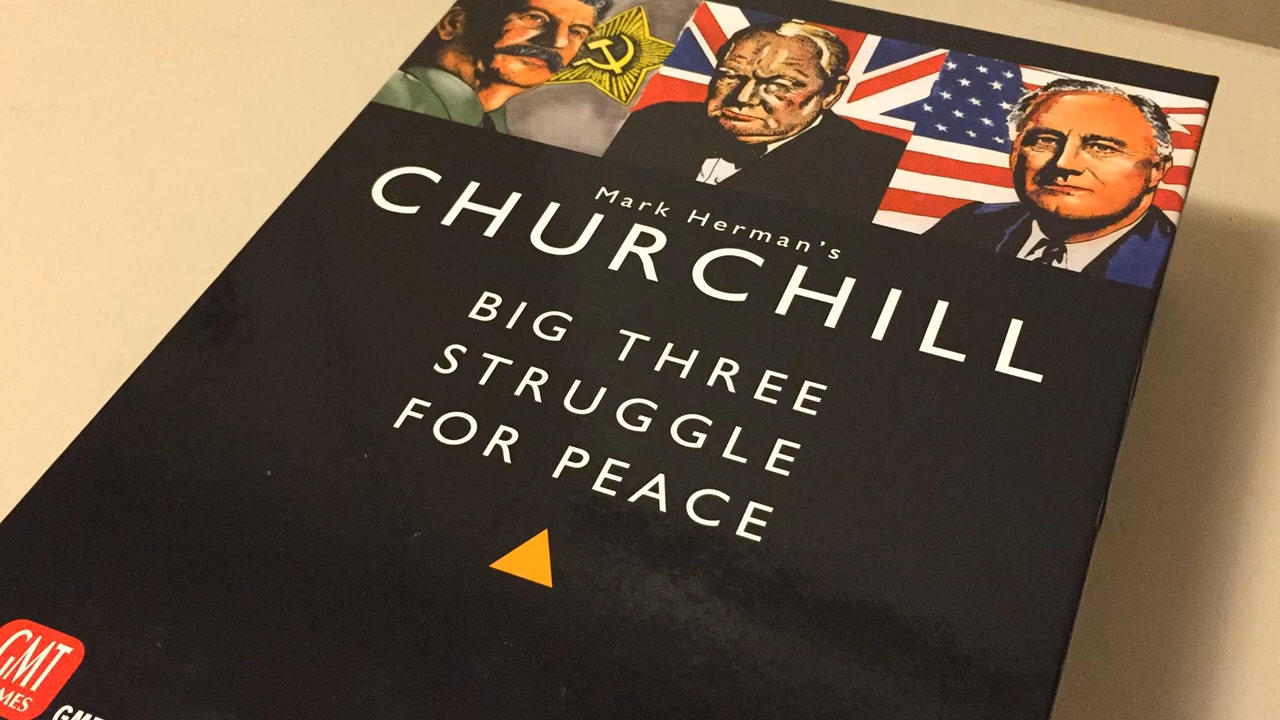 Mark Herman's
CHURCHILL
BIG THREE
STRUGGLE
FOR PEACE
GMT